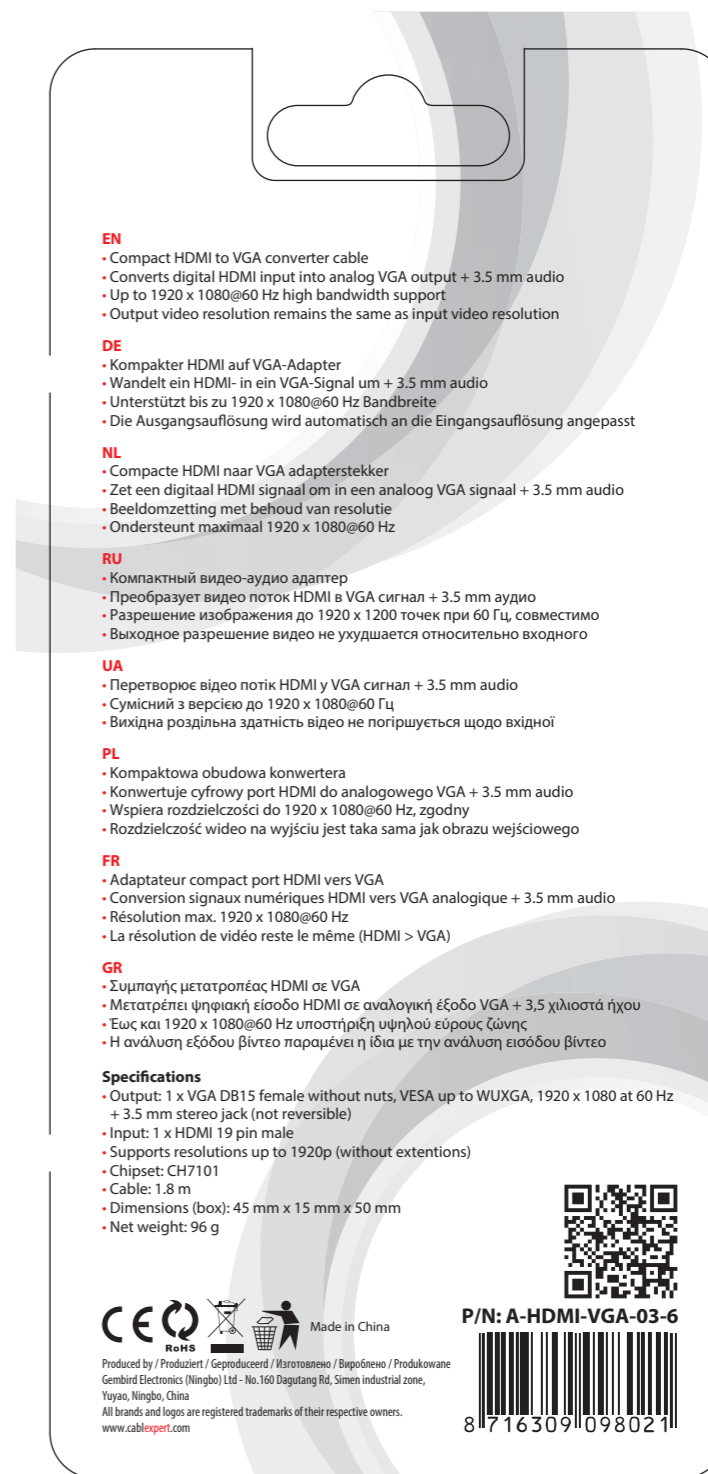 EN
• Compact HDMI to VGA converter cable
• Converts digital HDMI input into analog VGA output + 3.5 mm audio
• Up to 1920 x 1080@60 Hz high bandwidth support
• Output video resolution remains the same as input video resolution
DE
• Kompakter HDMI auf VGA-Adapter
• Wandelt ein HDMI- in ein VGA-Signal um + 3.5 mm audio
• Unterstützt bis zu 1920 x 1080@60 Hz Bandbreite
• Die Ausgangsauflösung wird automatisch an die Eingangsauflösung angepasst
NL
• Compacte HDMI naar VGA adapterstekker
• Zet een digitaal HDMI signaal om in een analoog VGA signaal + 3.5 mm audio
• Beeldomzetting met behoud van resolutie
• Ondersteunt maximaal 1920 x 1080@60 Hz
RU
• Компактный видео-аудио адаптер
• Преобразует видео поток HDMI в VGA сигнал + 3.5 mm аудио
• Разрешение изображения до 1920 x 1200 точек при 60 Гц, совместимо
• Выходное разрешение видео не ухудшается относительно входного
UA
• Перетворює відео потік HDMI у VGA сигнал + 3.5 mm audio
• Сумісний з версією до 1920 x 1080@60 Гц
• Вихідна роздільна здатність відео не погіршується щодо вхідної
PL
• Kompaktowa obudowa konwertera
• Konwertuje cyfrowy port HDMI do analogowego VGA + 3.5 mm audio
• Wspiera rozdzielczości do 1920 x 1080@60 Hz, zgodny
• Rozdzielczość wideo na wyjściu jest taka sama jak obrazu wejściowego
FR
• Adaptateur compact port HDMI vers VGA
• Conversion signaux numériques HDMI vers VGA analogique + 3.5 mm audio
• Résolution max. 1920 x 1080@60 Hz
• La résolution de vidéo reste le même (HDMI > VGA)
GR
• Συμπαγής μετατροπέας HDMI σε VGA
• Μετατρέπει ψηφιακή είσοδο HDMI σε αναλογική έξοδο VGA + 3,5 χιλιοστά ήχου
• Έως και 1920 x 1080@60 Hz υποστήριξη υψηλού εύρους ζώνης
• Η ανάλυση εξόδου βίντεο παραμένει η ίδια με την ανάλυση εισόδου βίντεο
Specifications
• Output: 1 x VGA DB15 female without nuts, VESA up to WUXGA, 1920 x 1080 at 60 Hz
+ 3.5 mm stereo jack (not reversible)
• Input: 1 x HDMI 19 pin male
• Supports resolutions up to 1920p (without extentions)
• Chipset: CH7101
• Cable: 1.8 m
• Dimensions (box): 45 mm x 15 mm x 50 mm
• Net weight: 96 g
CE
RoHS
Made in China
P/N: A-HDMI-VGA-03-6
Produced by / Produziert / Geproduceerd / Изготовлено / Вироблено / Produkowane
Gembird Electronics (Ningbo) Ltd - No.160 Dagutang Rd, Simen industrial zone,
Yuyao, Ningbo, China
All brands and logos are registered trademarks of their respective owners.
www.cablexpert.com
8 716309 098021